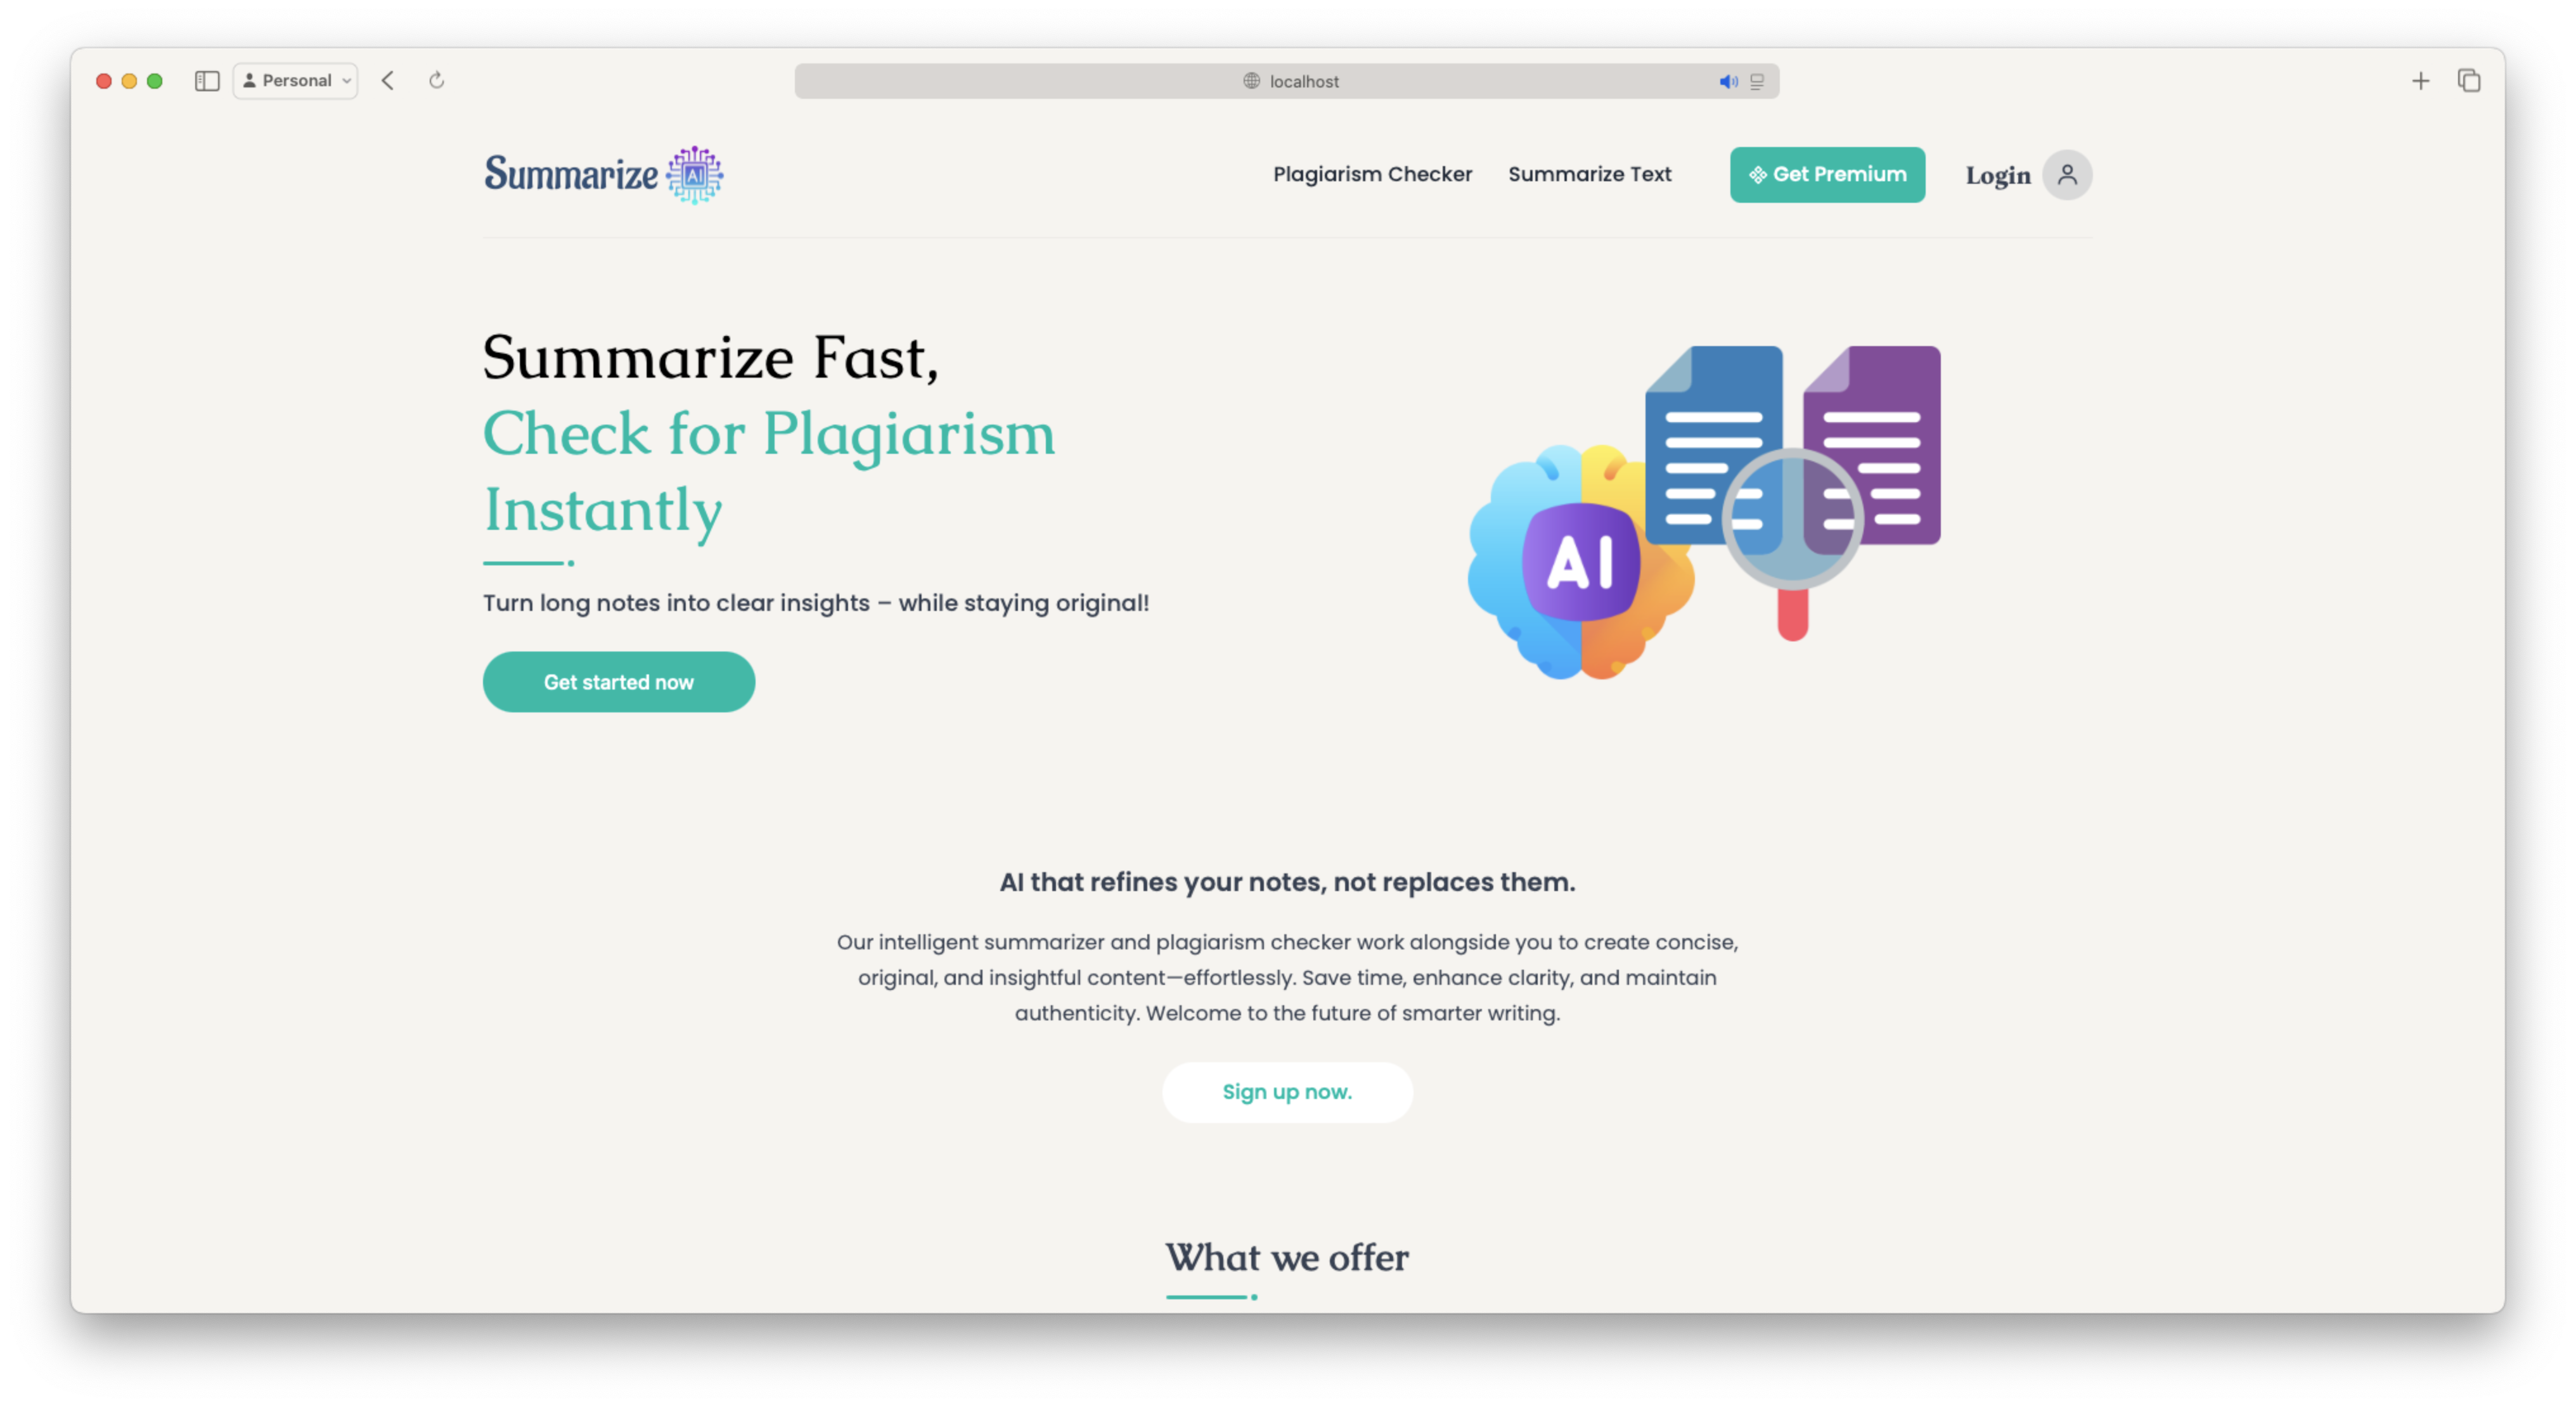 Personal
localhost
Summarize AI
Plagiarism Checker
Summarize Text
Get Premium
Login
Summarize Fast,
Check for Plagiarism
Instantly
Turn long notes into clear insights – while staying original!
Get started now
AI
AI that refines your notes, not replaces them.
Our intelligent summarizer and plagiarism checker work alongside you to create concise,
original, and insightful content—effortlessly. Save time, enhance clarity, and maintain
authenticity. Welcome to the future of smarter writing.
Sign up now.
What we offer